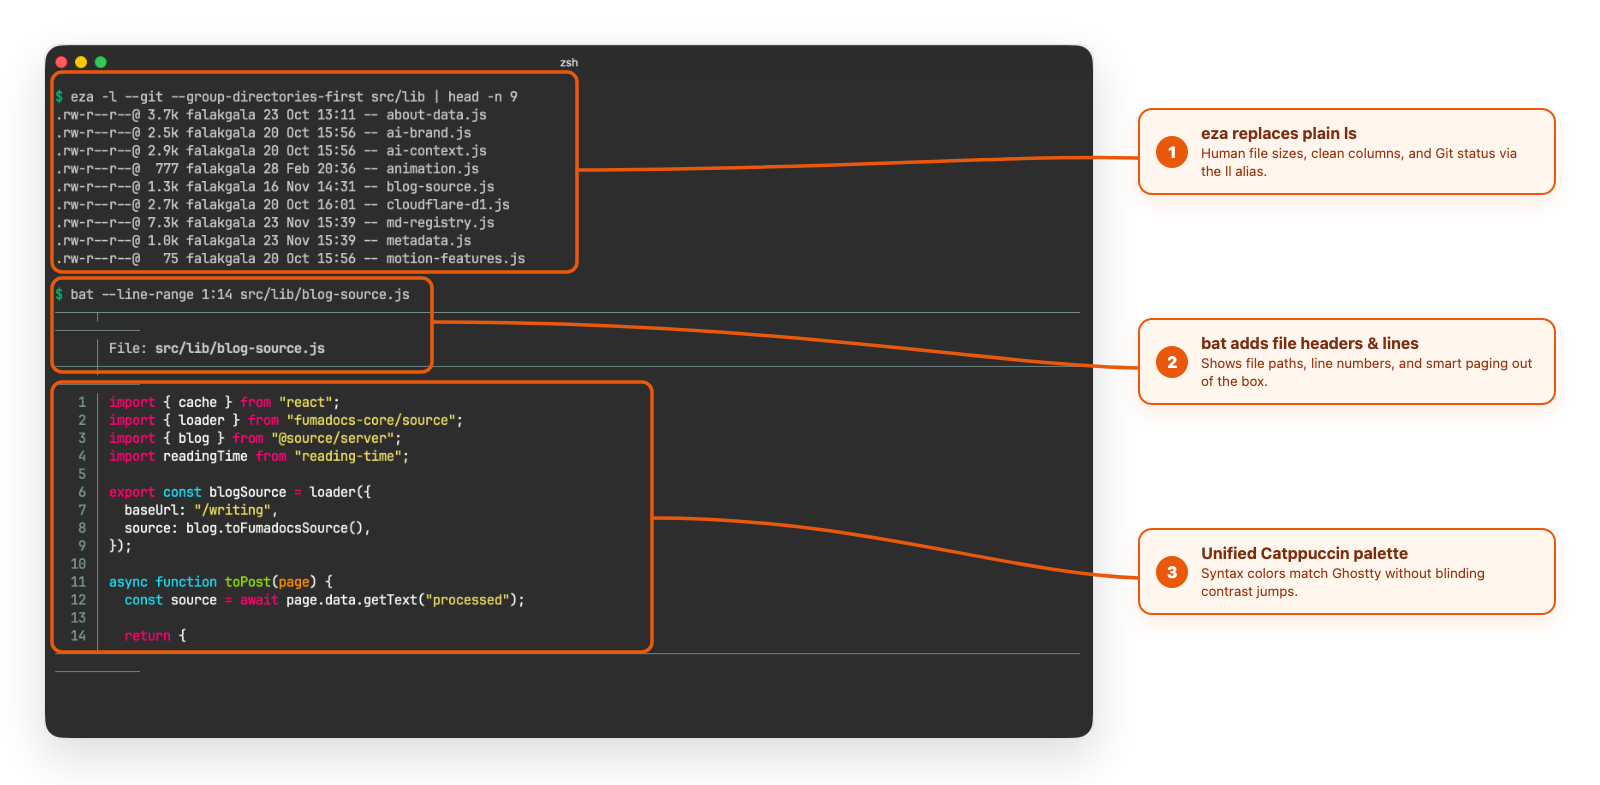 zsh
$ eza -l --git --group-directories-first src/lib | head -n 9
.rw-r--r--@ 3.7k falakgala 23 Oct 13:11 -- about-data.js
.rw-r--r--@ 2.5k falakgala 20 Oct 15:56 -- ai-brand.js
.rw-r--r--@ 2.9k falakgala 20 Oct 15:56 -- ai-context.js
.rw-r--r--@  777 falakgala 28 Feb 20:36 -- animation.js
.rw-r--r--@ 1.3k falakgala 16 Nov 14:31 -- blog-source.js
.rw-r--r--@ 2.7k falakgala 20 Oct 16:01 -- cloudflare-d1.js
.rw-r--r--@ 7.3k falakgala 23 Nov 15:39 -- md-registry.js
.rw-r--r--@ 1.0k falakgala 23 Nov 15:39 -- metadata.js
.rw-r--r--@   75 falakgala 20 Oct 15:56 -- motion-features.js
$ bat --line-range 1:14 src/lib/blog-source.js
File: src/lib/blog-source.js
1 import { cache } from "react";
2 import { loader } from "fumadocs-core/source";
3 import { blog } from "@source/server";
4 import readingTime from "reading-time";
5
6 export const blogSource = loader({
7   baseUrl: "/writing",
8   source: blog.toFumadocsSource(),
9 });
10
11 async function toPost(page) {
12   const source = await page.data.getText("processed");
13
14   return {
1
eza replaces plain ls
Human file sizes, clean columns, and Git status via
the ll alias.
2
bat adds file headers & lines
Shows file paths, line numbers, and smart paging out
of the box.
3
Unified Catppuccin palette
Syntax colors match Ghostty without blinding
contrast jumps.